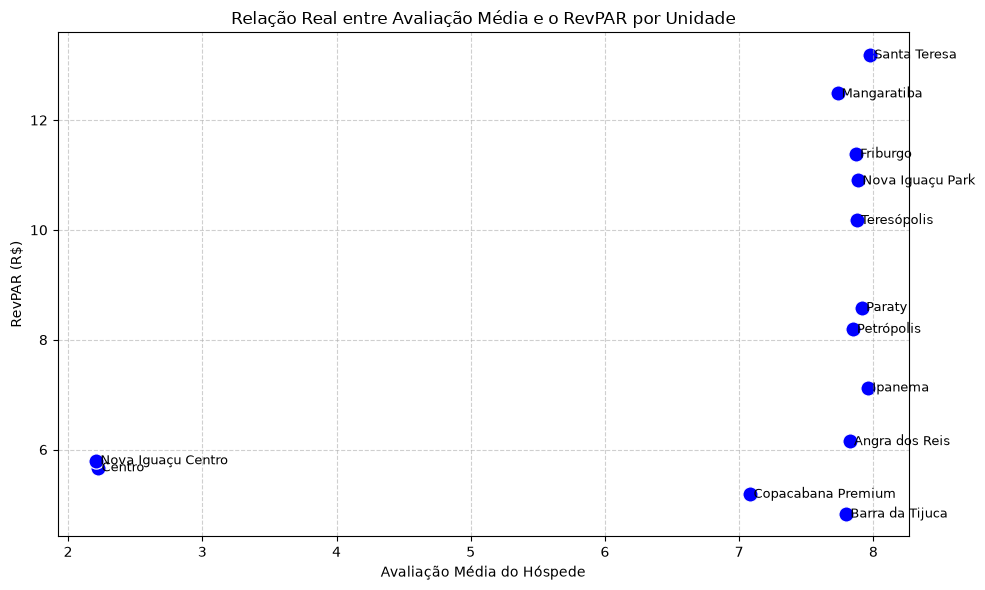 Relação Real entre Avaliação Média e o RevPAR por Unidade
RevPAR (R$)
12
10
8
6
Santa Teresa
Mangaratiba
Friburgo
Nova Iguaçu Park
Teresópolis
Paraty
Petrópolis
Ipanema
Angra dos Reis
Nova Iguaçu Centro
Centro
Copacabana Premium
Barra da Tijuca
2 3 4 5 6 7 8
Avaliação Média do Hóspede